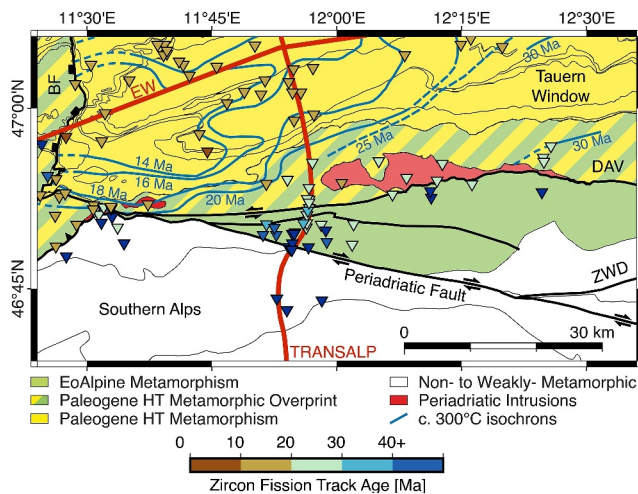 11°30'E 11°45'E 12°00'E 12°15'E 12°30'E
47°00'N
46°45'N
BF
EW
30 Ma
Tauern
Window
25 Ma
30 Ma
14 Ma
16 Ma
18 Ma
20 Ma
DAV
Periadriatic Fault
ZWD
Southern Alps
TRANSALP
0 30 km
EoAlpine Metamorphism
Paleogene HT Metamorphic Overprint
Paleogene HT Metamorphism
Non- to Weakly- Metamorphic
Periadriatic Intrusions
c. 300°C isochrons
0 10 20 30 40+
Zircon Fission Track Age [Ma]